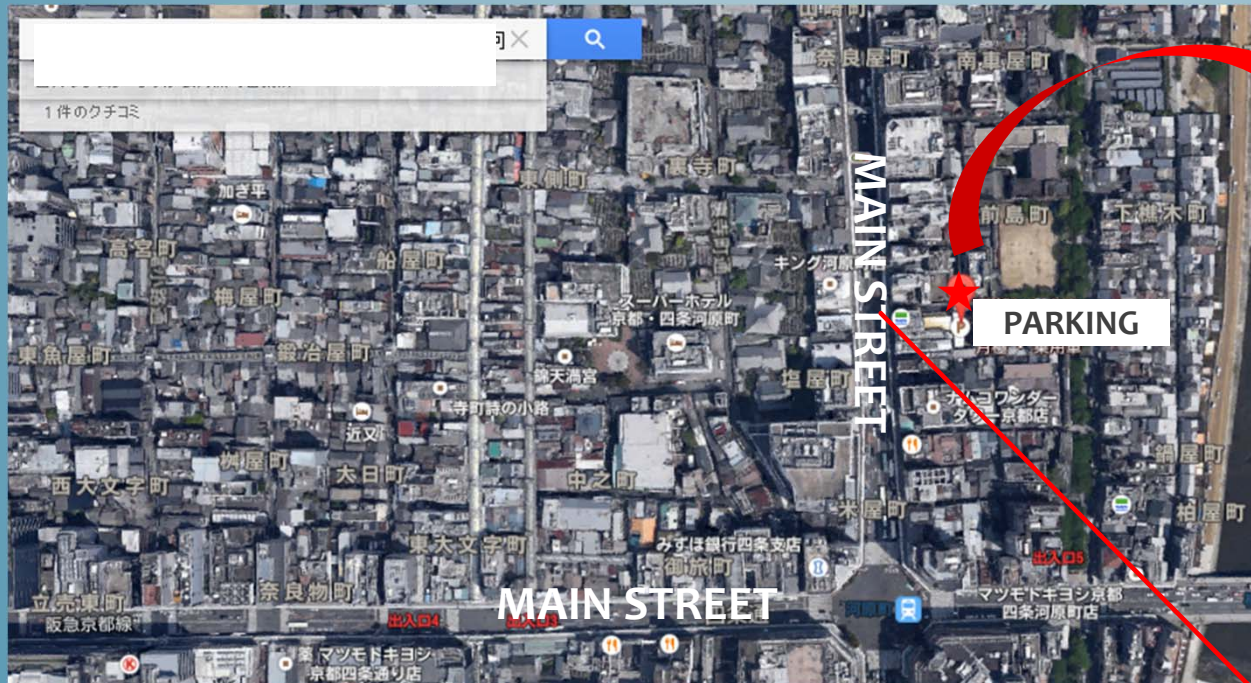 1 件のクチコミ
奈良屋町
南車屋町
裏寺町
東側町
加ぎ平
前島町
下樵木町
高宮町
船屋町
梅屋町
スーパーホテル
京都・四条河原町
MAIN STREET
PARKING
東魚屋町
鍛冶屋町
錦天満宮
塩屋町
寺町詩の小路
近又
桝屋町
大日町
西大文字町
中之町
鍋屋町
米屋町
柏屋町
東大文字町
みずほ銀行四条支店
御旅町
出入口5
奈良物町
立売東町
MAIN STREET
マツモトキヨシ京都
四条河原町店
阪急京都線
出入口4
出入口3
河原町
薬 マツモトキヨシ
京都四条通り店